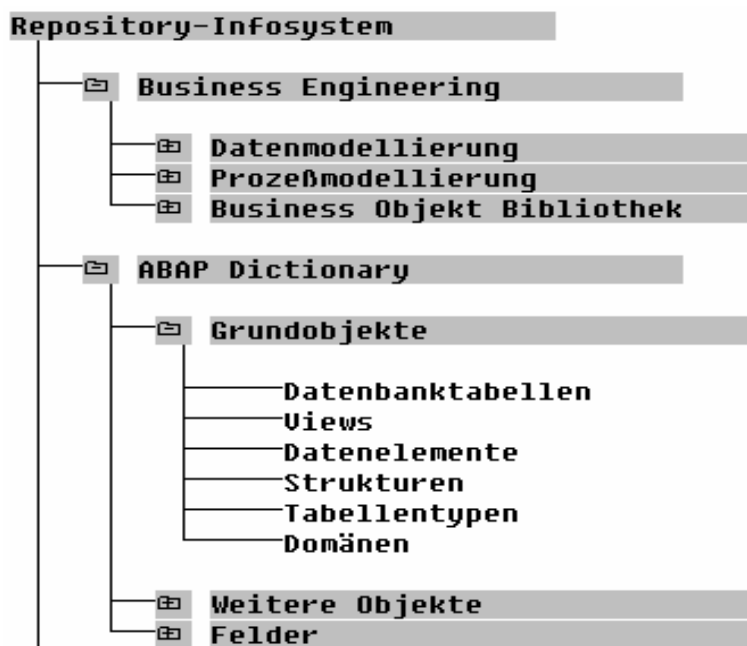 Repository-Infosystem
Business Engineering
Datenmodellierung
Prozeßmodellierung
Business Objekt Bibliothek
ABAP Dictionary
Grundobjekte
Datenbanktabellen
Views
Datenelemente
Strukturen
Tabellentypen
Domänen
Weitere Objekte
Felder